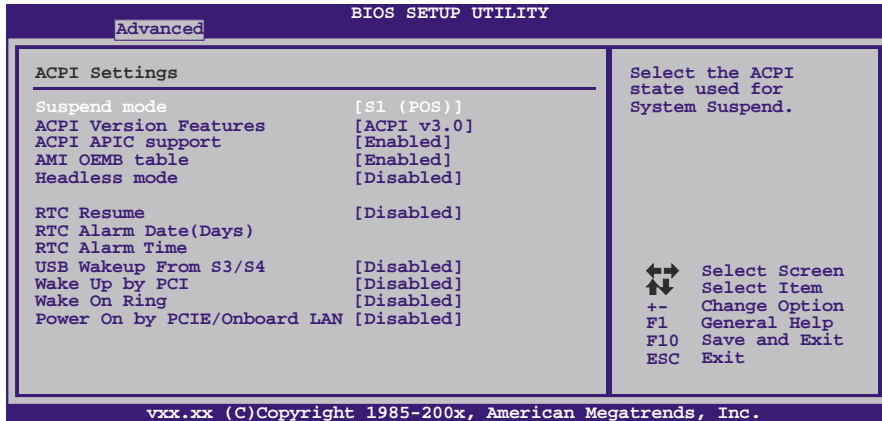 BIOS SETUP UTILITY
Advanced
ACPI Settings
Suspend mode [S1 (POS)]
ACPI Version Features [ACPI v3.0]
ACPI APIC support [Enabled]
AMI OEMB table [Enabled]
Headless mode [Disabled]
RTC Resume [Disabled]
RTC Alarm Date(Days)
RTC Alarm Time
USB Wakeup From S3/S4 [Disabled]
Wake Up by PCI [Disabled]
Wake On Ring [Disabled]
Power On by PCIE/Onboard LAN [Disabled]
Select the ACPI
state used for
System Suspend.
Select Screen
Select Item
+- Change Option
F1 General Help
F10 Save and Exit
ESC Exit
vxx.xx (C)Copyright 1985-200x, American Megatrends, Inc.